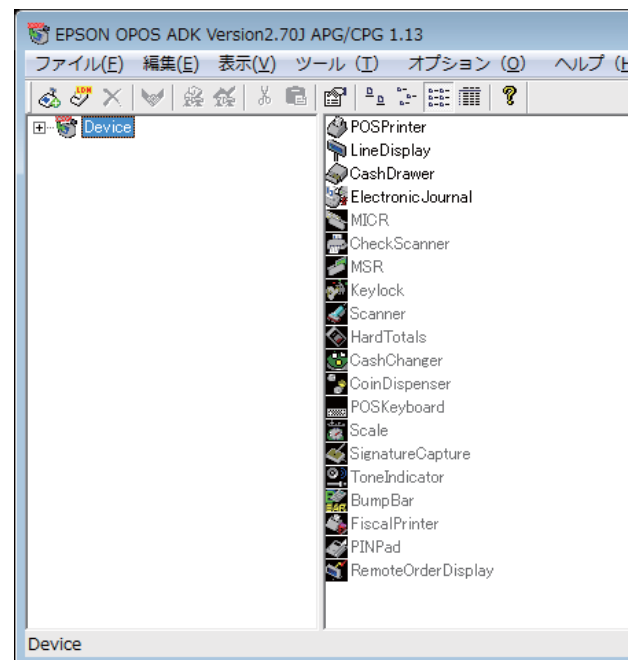 EPSON OPOS ADK Version2.70J APG/CPG 1.13
ファイル(F) 編集(E) 表示(V) ツール (T) オプション (O) ヘルプ (H
Device
POSPrinter
LineDisplay
CashDrawer
ElectronicJournal
MICR
CheckScanner
MSR
Keylock
Scanner
HardTotals
CashChanger
CoinDispenser
POSKeyboard
Scale
SignatureCapture
ToneIndicator
BumpBar
FiscalPrinter
PINPad
RemoteOrderDisplay
Device